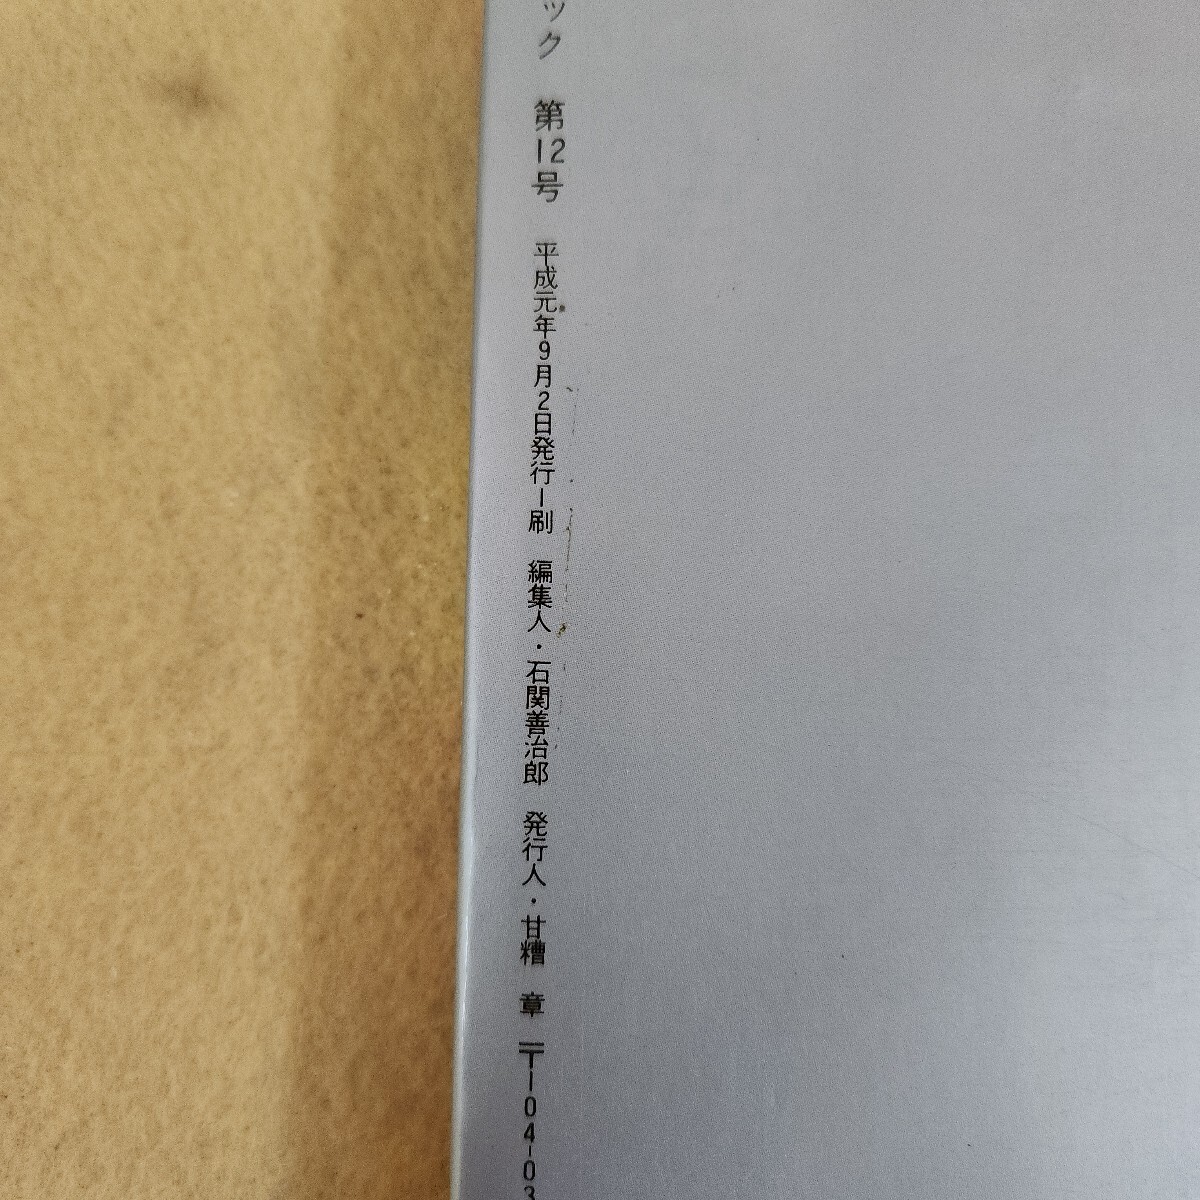 ック 第12号 平成元年9月2日発行1刷 編集人・石関善治郎 発行人・甘糟 章 〒104-03